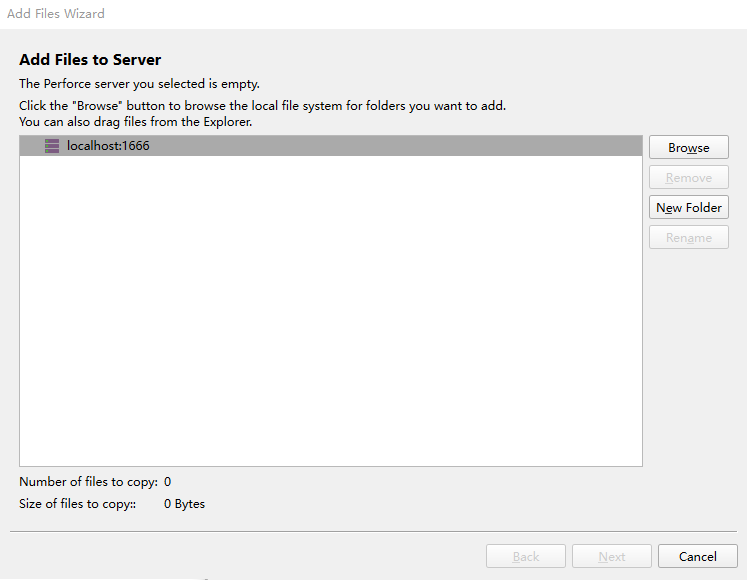 Add Files Wizard
Add Files to Server
The Perforce server you selected is empty.
Click the "Browse" button to browse the local file system for folders you want to add.
You can also drag files from the Explorer.
localhost:1666
Browse
Remove
New Folder
Rename
Number of files to copy: 0
Size of files to copy:: 0 Bytes
Back Next Cancel